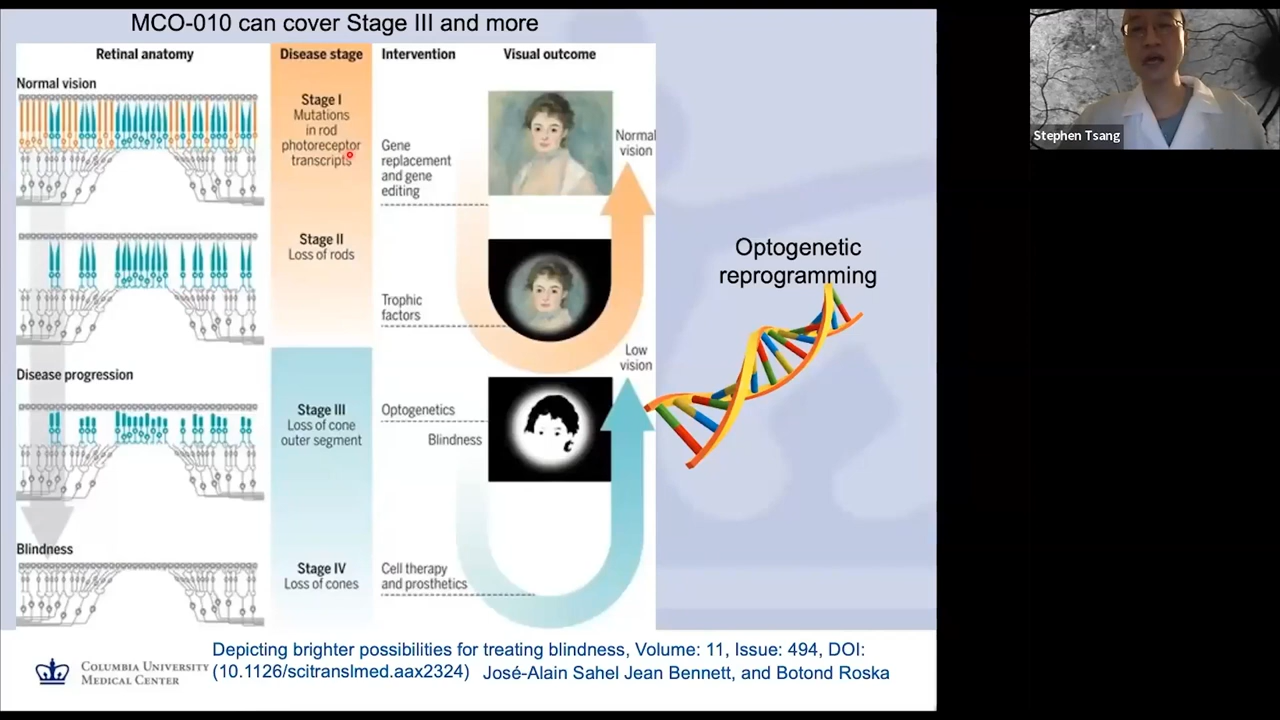 MCO-010 can cover Stage III and more
Retinal anatomy
Disease stage
Intervention
Visual outcome
Normal vision
Stage I
Mutations
in rod
photoreceptor
transcripts
Gene
replacement
and gene
editing
Normal
vision
Stage II
Loss of rods
Trophic
factors
Low
vision
Disease progression
Stage III
Loss of cone
outer segment
Optogenetics
Blindness
Blindness
Stage IV
Loss of cones
Cell therapy
and prosthetics
Optogenetic
reprogramming
Stephen Tsang
COLUMBIA UNIVERSITY
MEDICAL CENTER
Depicting brighter possibilities for treating blindness, Volume: 11, Issue: 494, DOI:
(10.1126/scitranslmed.aax2324) José-Alain Sahel Jean Bennett, and Botond Roska